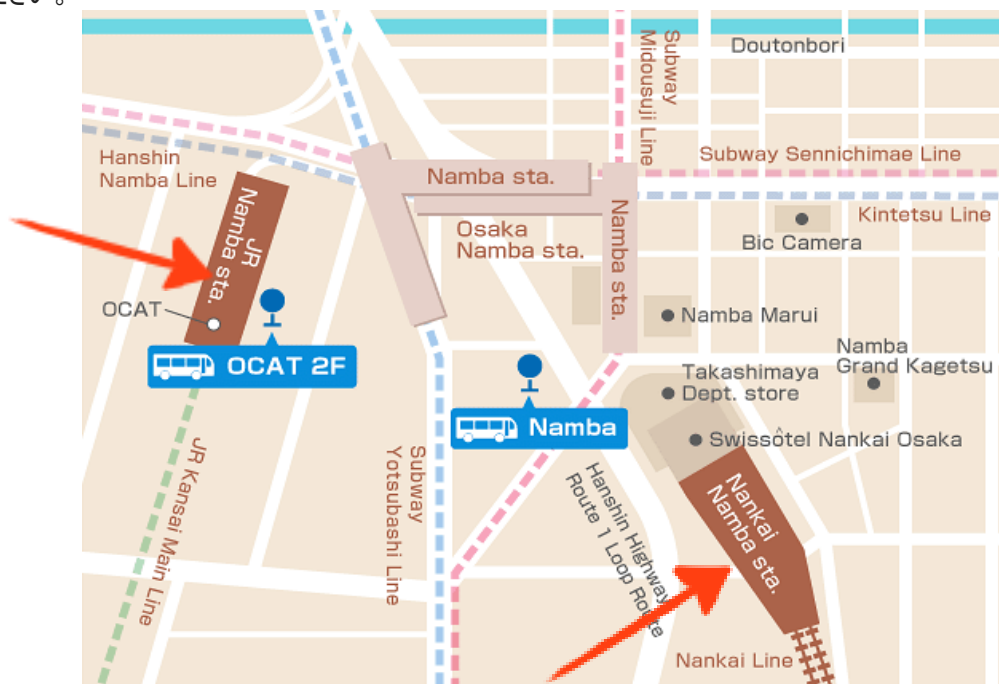 さい。
Doutonbori
Subway
Midousuji Line
Hanshin
Namba Line
Subway Sennichimae Line
Namba sta.
JR
Namba sta.
Namba sta.
Kintetsu Line
Osaka
Namba sta.
Bic Camera
OCAT
Namba Marui
OCAT 2F
Namba
Grand Kagetsu
Takashimaya
Dept. store
Namba
Swissôtel Nankai Osaka
JR Kansai Main Line
Subway
Yotsubashi Line
Hanshin Highway
Route 1 Loop Route
Nankai
Namba sta.
Nankai Line